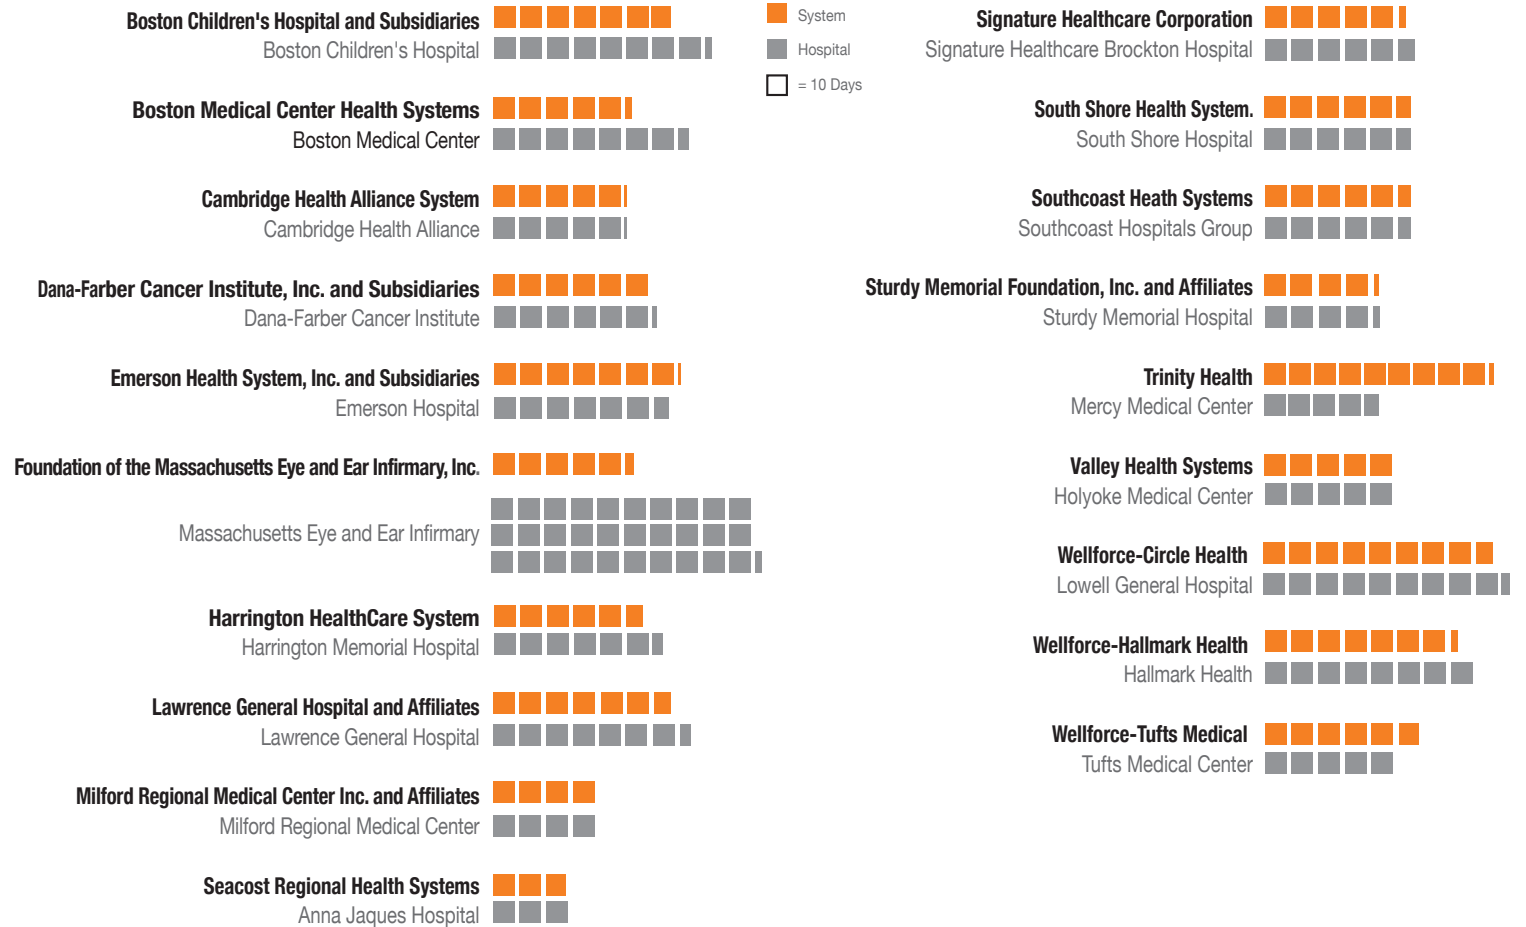 Boston Children's Hospital and Subsidiaries
Boston Children's Hospital
Boston Medical Center Health Systems
Boston Medical Center
Cambridge Health Alliance System
Cambridge Health Alliance
Dana-Farber Cancer Institute, Inc. and Subsidiaries
Dana-Farber Cancer Institute
Emerson Health System, Inc. and Subsidiaries
Emerson Hospital
Foundation of the Massachusetts Eye and Ear Infirmary, Inc.
Massachusetts Eye and Ear Infirmary
Harrington HealthCare System
Harrington Memorial Hospital
Lawrence General Hospital and Affiliates
Lawrence General Hospital
Milford Regional Medical Center Inc. and Affiliates
Milford Regional Medical Center
Seacost Regional Health Systems
Anna Jaques Hospital
System
Hospital
= 10 Days
Signature Healthcare Corporation
Signature Healthcare Brockton Hospital
South Shore Health System.
South Shore Hospital
Southcoast Heath Systems
Southcoast Hospitals Group
Sturdy Memorial Foundation, Inc. and Affiliates
Sturdy Memorial Hospital
Trinity Health
Mercy Medical Center
Valley Health Systems
Holyoke Medical Center
Wellforce-Circle Health
Lowell General Hospital
Wellforce-Hallmark Health
Hallmark Health
Wellforce-Tufts Medical
Tufts Medical Center